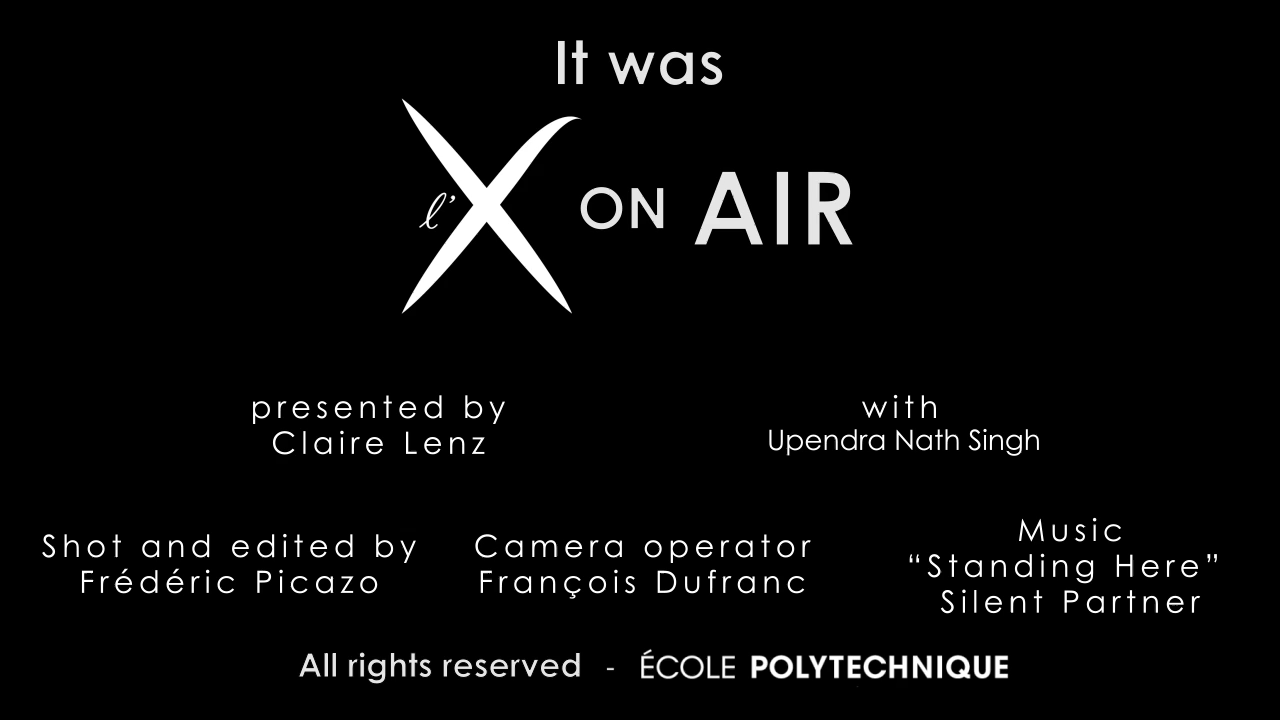 It was
l'X ON AIR
presented by
Claire Lenz
with
Upendra Nath Singh
Shot and edited by
Frédéric Picazo
Camera operator
François Dufranc
Music
“Standing Here”
Silent Partner
All rights reserved - ÉCOLE POLYTECHNIQUE